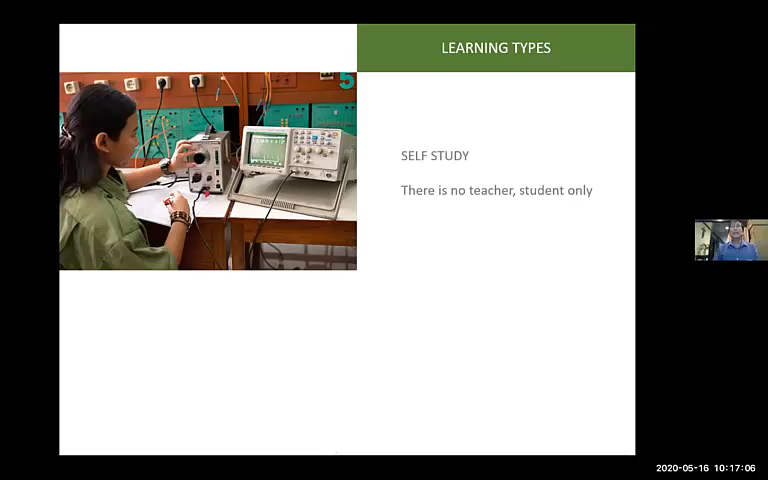 LEARNING TYPES
5
SELF STUDY
There is no teacher, student only
2020-05-16 10:17:06